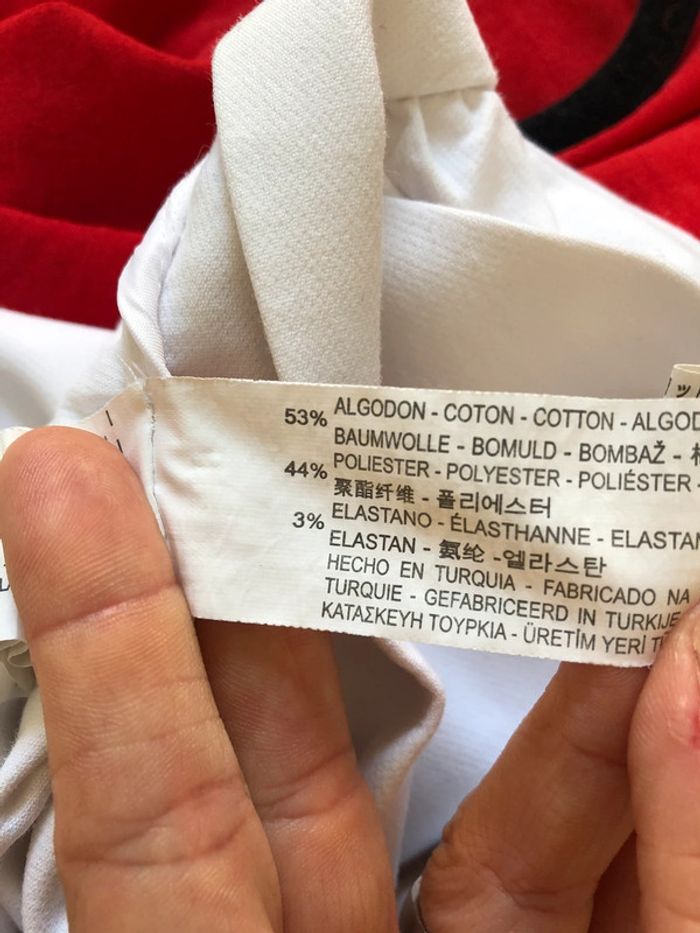 53% ALGODON - COTON - COTTON - ALGOD
BAUMWOLLE - BOMULD - BOMBAŽ -
44% POLIESTER - POLYESTER - POLIÉSTER -
聚酯纤维 - 폴리에스터
3% ELASTANO - ÉLASTHANNE - ELASTAN
ELASTAN - 氨纶 -엘라스탄
HECHO EN TURQUIA - FABRICADO NA
TURQUIE - GEFABRICEERD IN TURKIJE
ΚΑΤΑΣΚΕΥΗ ΤΟΥΡΚΙΑ - ÜRETİM YERİ